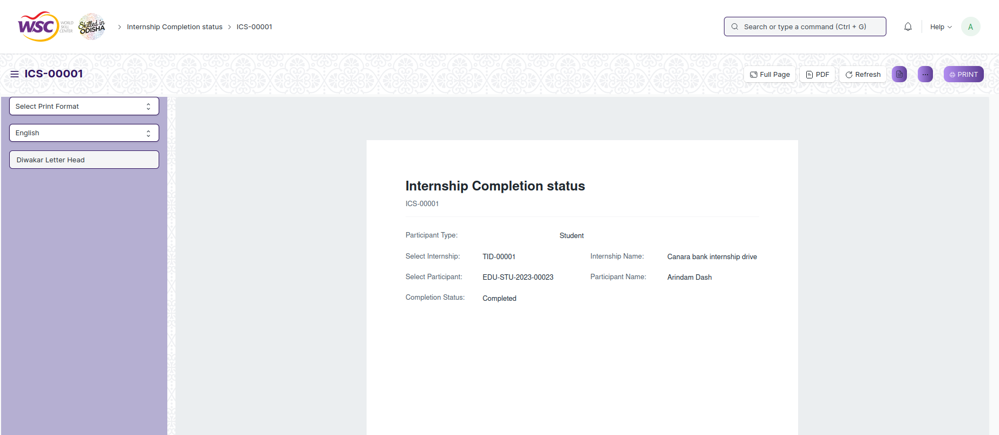 WSC WORLD SKILL CENTER Skilled in ODISHA > Internship Completion status > ICS-00001 Search or type a command (Ctrl + G) Help A
ICS-00001 Full Page PDF Refresh ... PRINT
Select Print Format
English
Diwakar Letter Head
Internship Completion status
ICS-00001
Participant Type: Student
Select Internship: TID-00001 Internship Name: Canara bank internship drive
Select Participant: EDU-STU-2023-00023 Participant Name: Arindam Dash
Completion Status: Completed